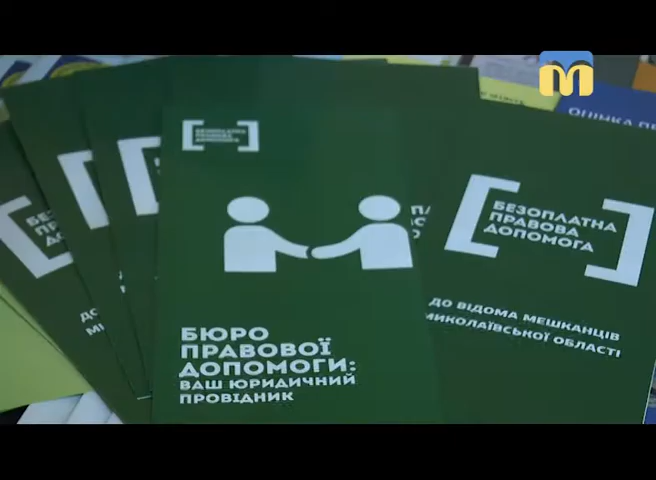 ОЦІНКА
[БЕЗОПЛАТНА
ПРАВОВА
ДОПОМОГА]
БЮРО
ПРАВОВОЇ
ДОПОМОГИ:
ВАШ ЮРИДИЧНИЙ
ПРОВІДНИК
[БЕЗОПЛАТНА
ПРАВОВА
ДОПОМОГА]
ДО ВІДОМА МЕШКАНЦІВ
МИКОЛАЇВСЬКОЇ ОБЛАСТІ